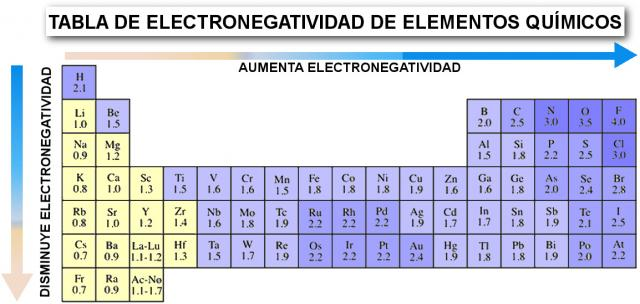 TABLA DE ELECTRONEGATIVIDAD DE ELEMENTOS QUÍMICOS
AUMENTA ELECTRONEGATIVIDAD
DISMINUYE ELECTRONEGATIVIDAD
H
2.1
Li Be B C N O F
1.0 1.5 2.0 2.5 3.0 3.5 4.0
Na Mg Al Si P S Cl
0.9 1.2 1.5 1.8 2.2 2.5 3.0
K Ca Sc Ti V Cr Mn Fe Co Ni Cu Zn Ga Ge As Se Br
0.8 1.0 1.3 1.5 1.6 1.6 1.5 1.8 1.8 1.8 1.9 1.6 1.6 1.8 2.0 2.4 2.8
Rb Sr Y Zr Nb Mo Tc Ru Rh Pd Ag Cd In Sn Sb Te I
0.8 1.0 1.2 1.4 1.6 1.8 1.9 2.2 2.2 2.2 1.9 1.7 1.7 1.8 1.9 2.1 2.5
Cs Ba La-Lu Hf Ta W Re Os Ir Pt Au Hg Tl Pb Bi Po At
0.7 0.9 1.1-1.2 1.3 1.5 1.7 1.9 2.2 2.2 2.2 2.4 1.9 1.8 1.8 1.9 2.0 2.2
Fr Ra Ac-No
0.7 0.9 1.1-1.7